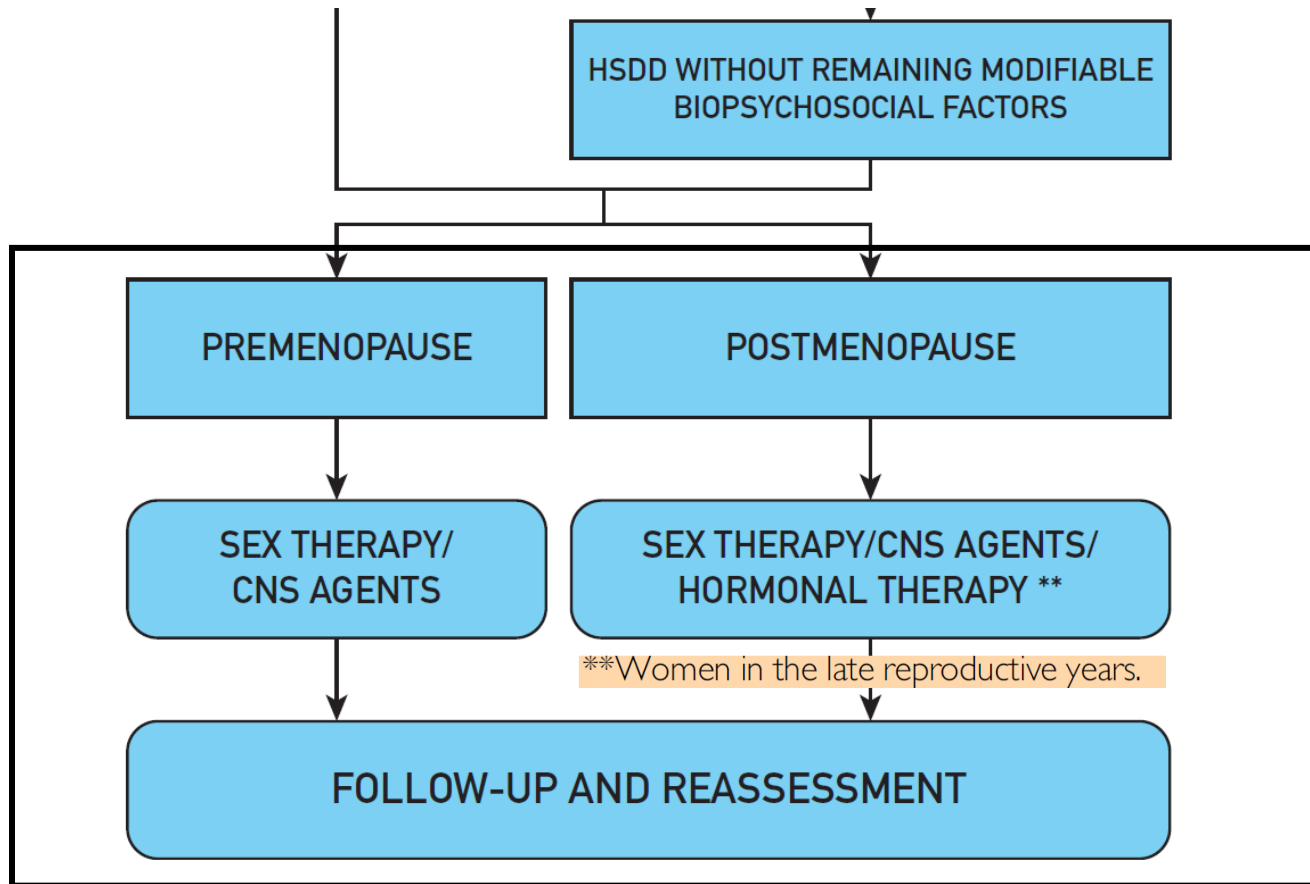 HSDD WITHOUT REMAINING MODIFIABLE
BIOPSYCHOSOCIAL FACTORS
PREMENOPAUSE
POSTMENOPAUSE
SEX THERAPY/
CNS AGENTS
SEX THERAPY/CNS AGENTS/
HORMONAL THERAPY **
**Women in the late reproductive years.
FOLLOW-UP AND REASSESSMENT